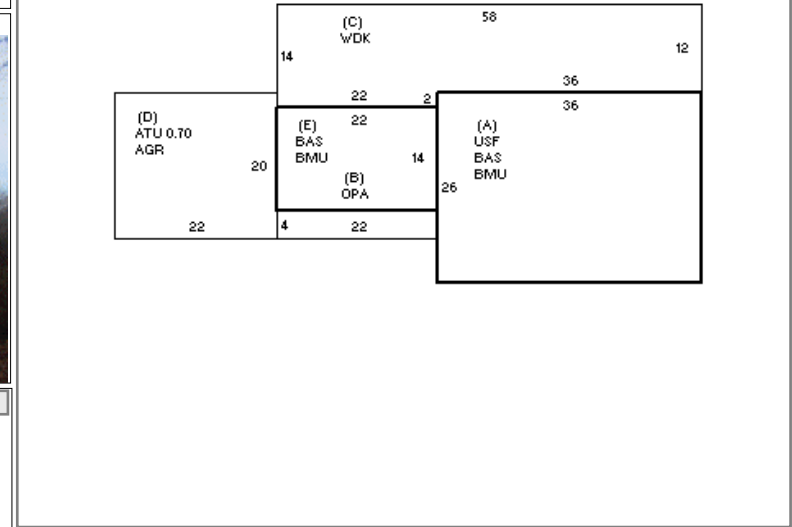 58
(C)
WDK
12
14
36
22
2
36
(D)
ATU 0.70
AGR
(E)
BAS
BMU
22
(A)
USF
BAS
BMU
14
20
(B)
OPA
26
22
4
22